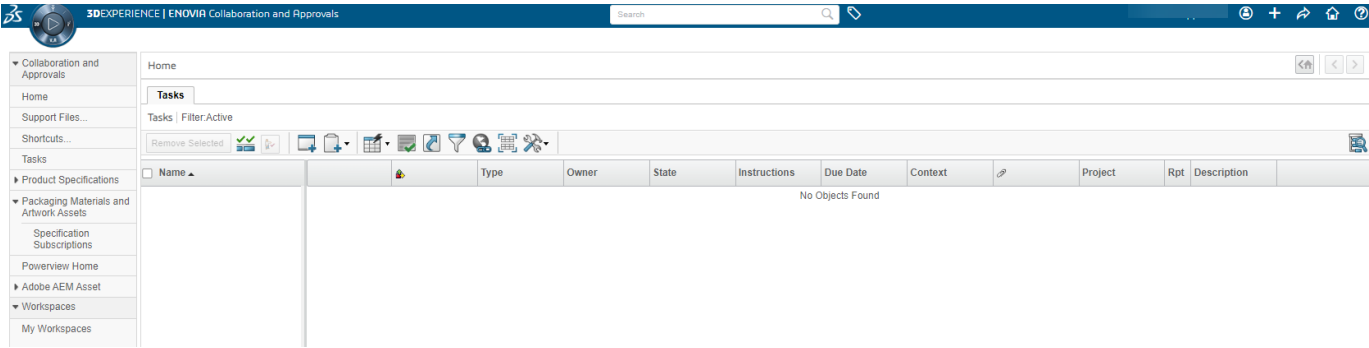 3DEXPERIENCE | ENOVIA Collaboration and Approvals
Search
Collaboration and
Approvals
Home
Support Files...
Shortcuts...
Tasks
Product Specifications
Packaging Materials and
Artwork Assets
Specification
Subscriptions
Powerview Home
Adobe AEM Asset
Workspaces
My Workspaces
Home
Tasks
Tasks | Filter:Active
Remove Selected
Name Type Owner State Instructions Due Date Context Project Rpt Description
No Objects Found